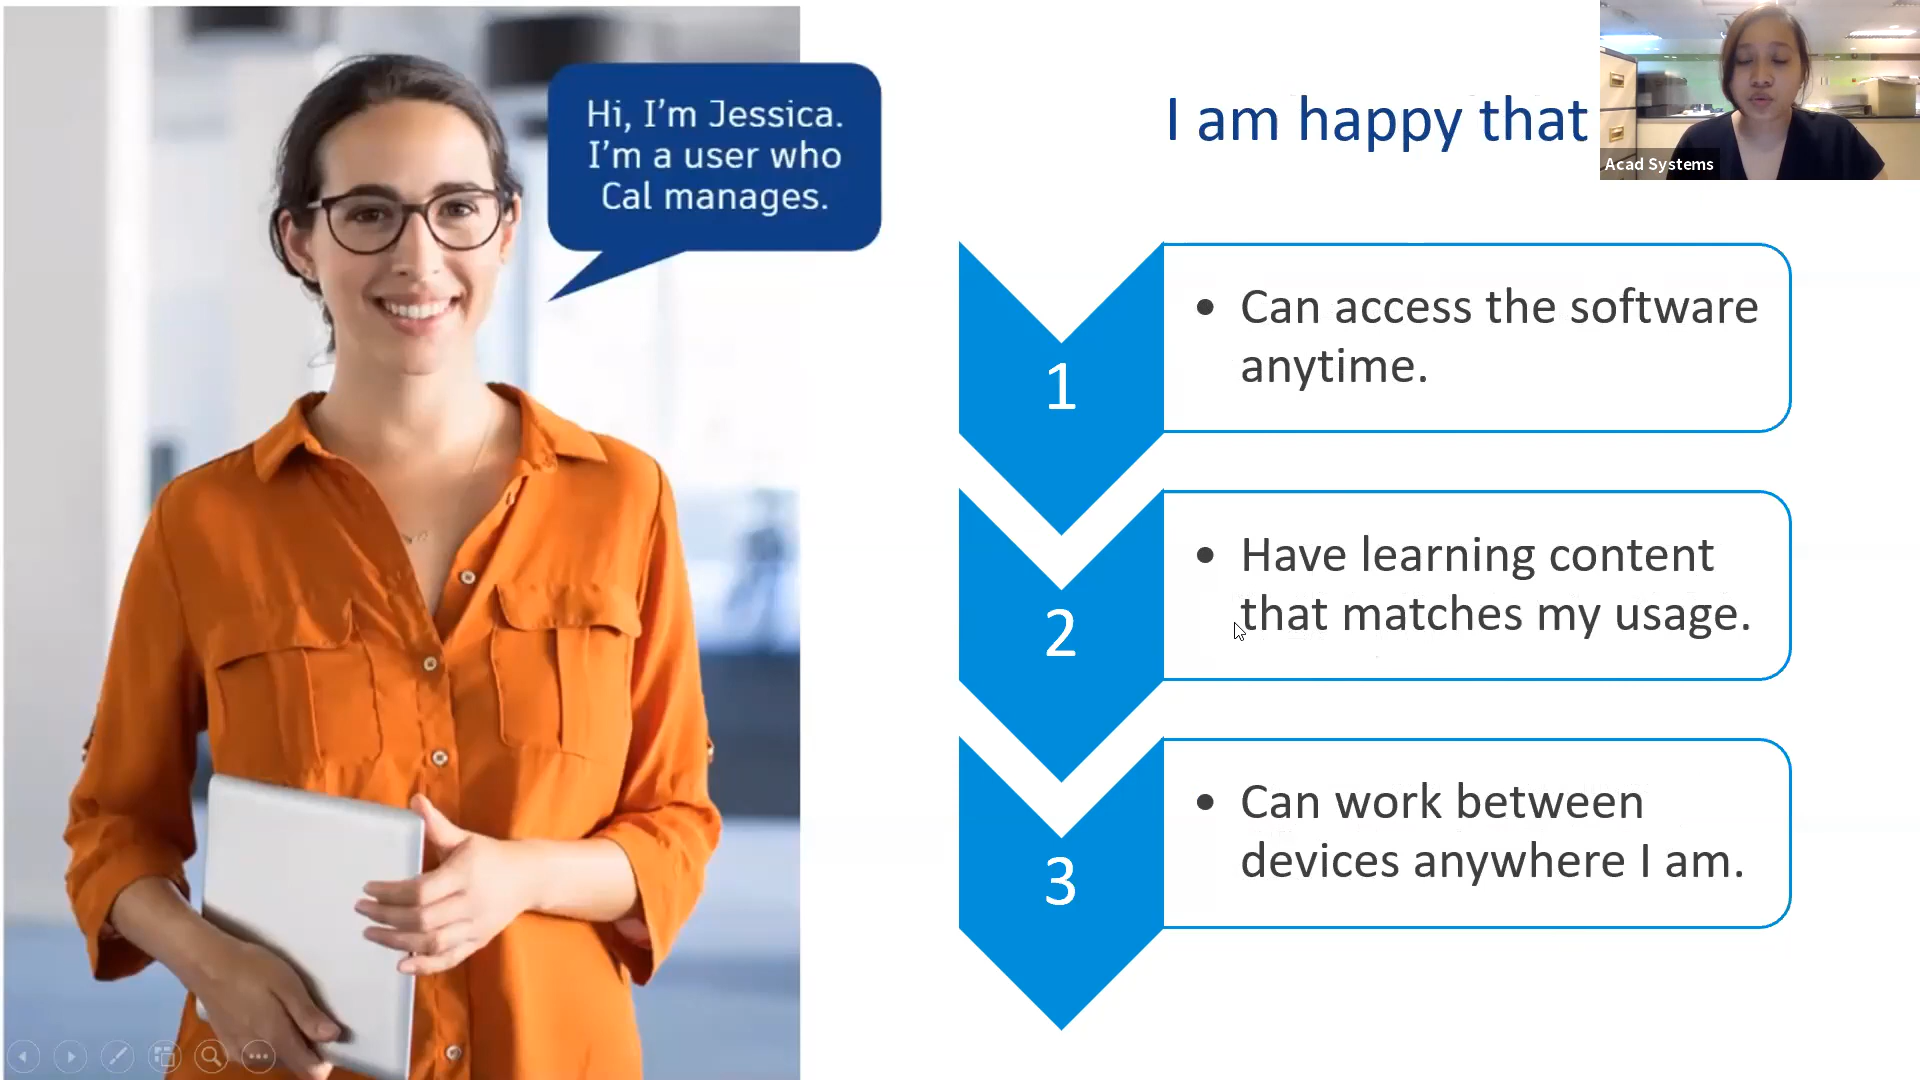 Hi, I'm Jessica.
I'm a user who
Cal manages.
I am happy that
Acad Systems
1
• Can access the software
anytime.
2
• Have learning content
that matches my usage.
3
• Can work between
devices anywhere I am.